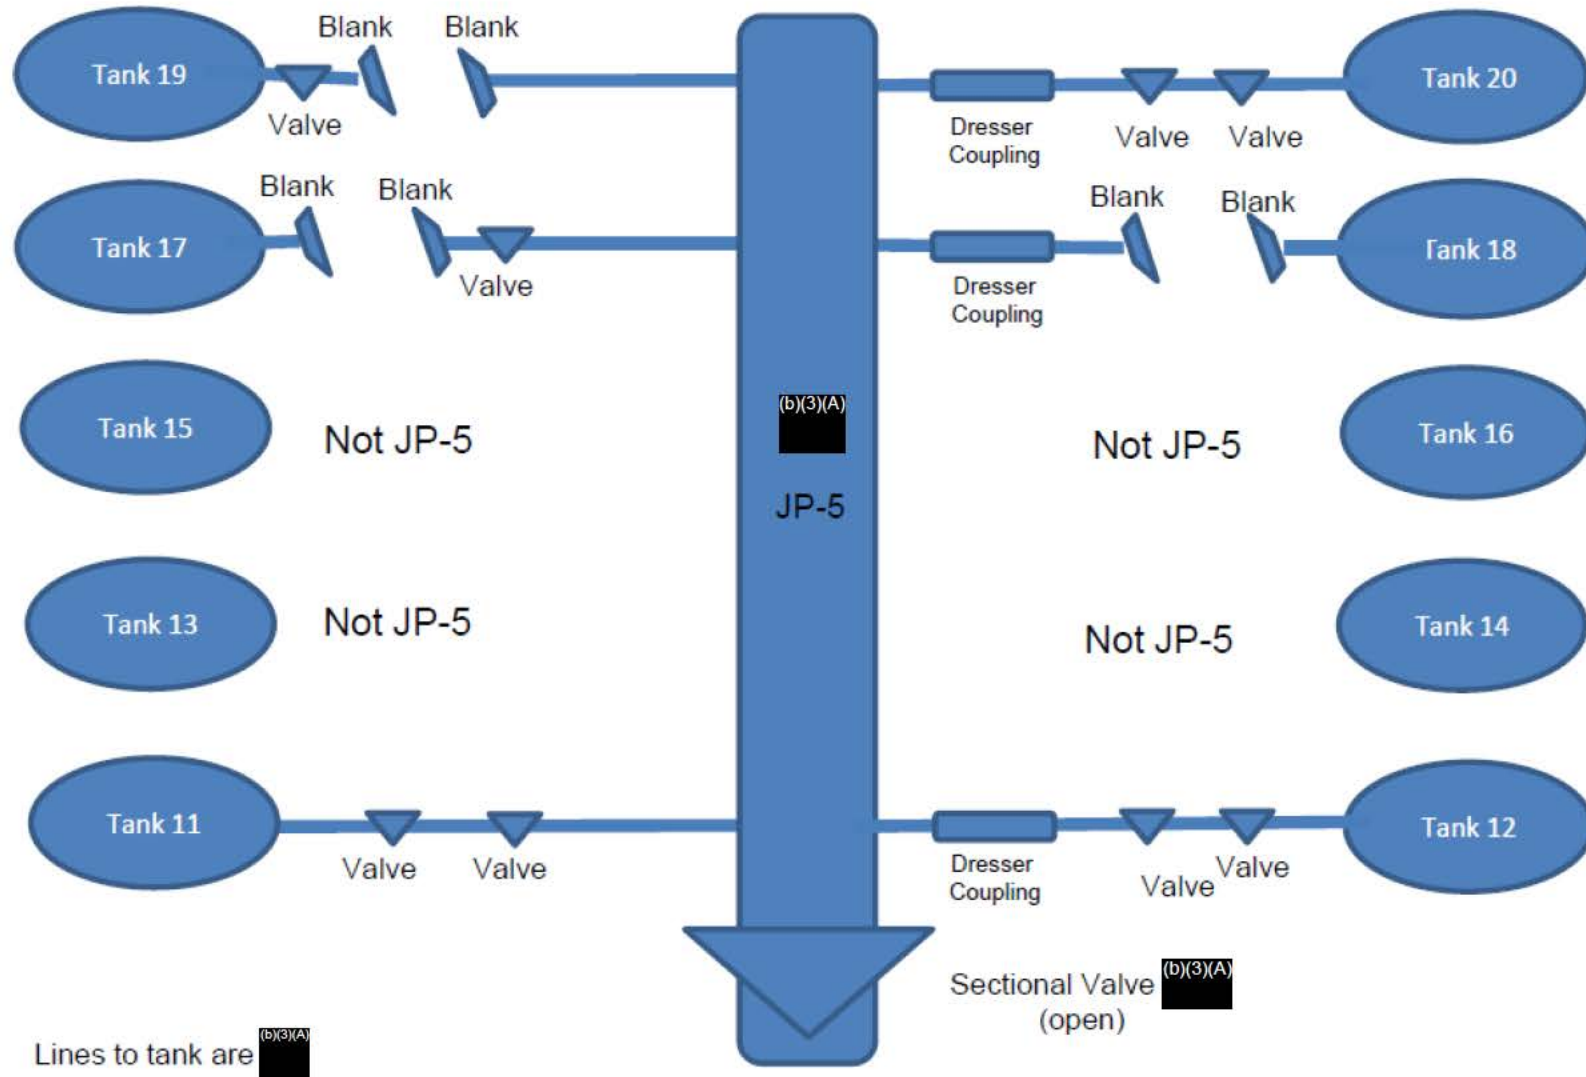 Blank
Blank
Tank 19
Valve
Dresser
Coupling
Valve
Valve
Tank 20
Blank
Blank
Tank 17
Valve
Dresser
Coupling
Blank
Blank
Tank 18
Tank 15
Not JP-5
(b)(3)(A)
JP-5
Not JP-5
Tank 16
Tank 13
Not JP-5
Not JP-5
Tank 14
Tank 11
Valve
Valve
Dresser
Coupling
Valve
Valve
Tank 12
Sectional Valve (b)(3)(A)
(open)
Lines to tank are (b)(3)(A)